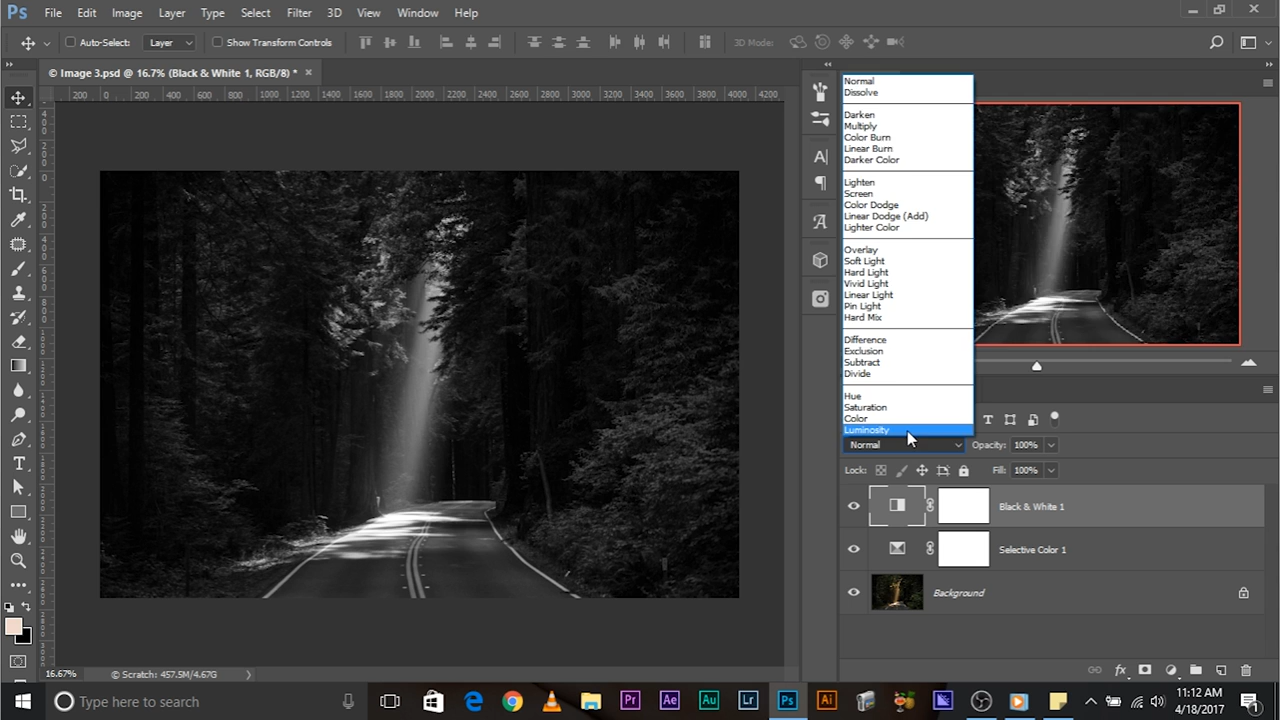 Ps File Edit Image Layer Type Select Filter 3D View Window Help
Auto-Select: Layer Show Transform Controls 3D Mode:
© Image 3.psd @ 16.7% (Black & White 1, RGB/8) * ×
200 0 200 400 600 800 1000 1200 1400 1600 1800 2000 2200 2400 2600 2800 3000 3200 3400 3600 3800 4000 4200
Normal
Dissolve
Darken
Multiply
Color Burn
Linear Burn
Darker Color
Lighten
Screen
Color Dodge
Linear Dodge (Add)
Lighter Color
Overlay
Soft Light
Hard Light
Vivid Light
Linear Light
Pin Light
Hard Mix
Difference
Exclusion
Subtract
Divide
Hue
Saturation
Color
Luminosity
Normal Opacity: 100%
Lock: Fill: 100%
Black & White 1
Selective Color 1
Background
16.67% © Scratch: 457.5M/4.67G
Type here to search
Pr Ae Au Lr Ps Ai
11:12 AM
4/18/2017